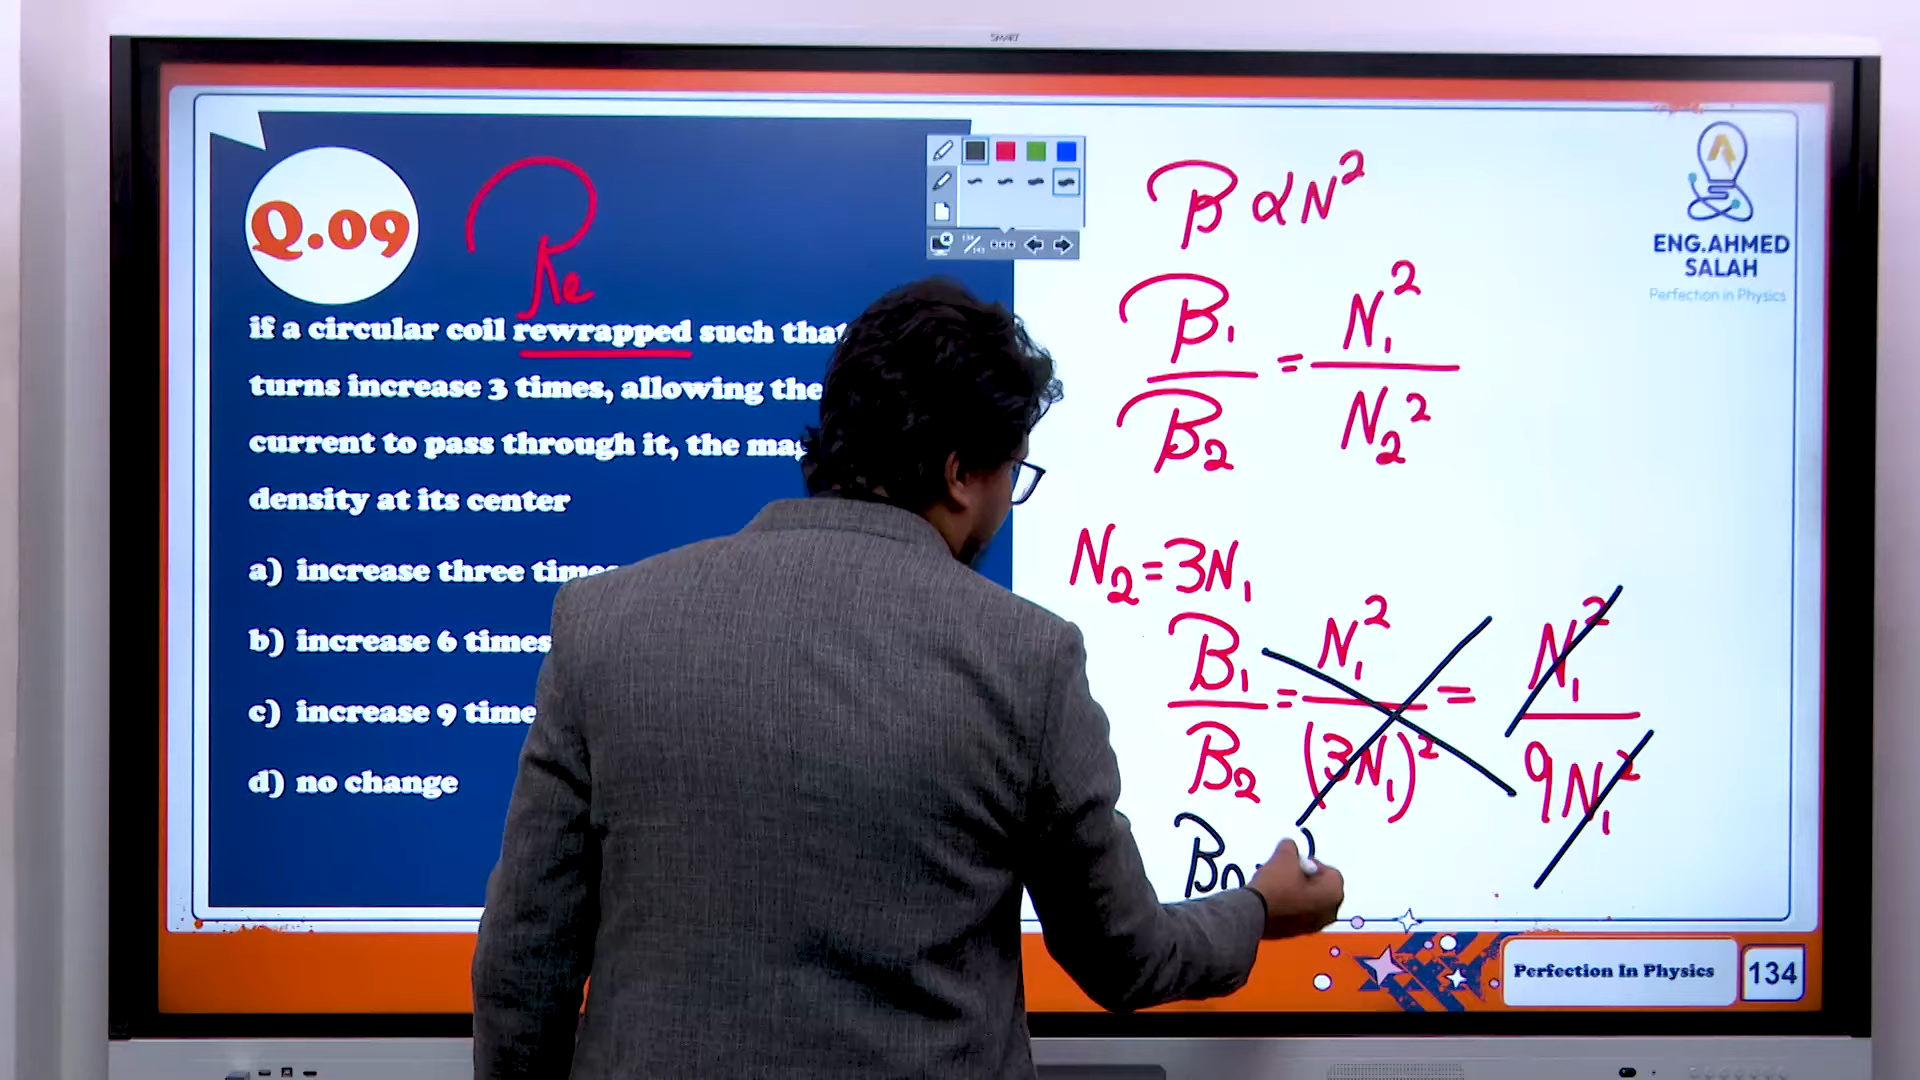 SMART
Q.09
Re
if a circular coil rewrapped such that
turns increase 3 times, allowing the
current to pass through it, the
density at its center
a) increase three times
b) increase 6 times
c) increase 9 time
d) no change
B ∝ N²
B₁/B₂ = N₁²/N₂²
N₂ = 3N₁
B₁/B₂ = N₁²/(3N₁)² = N₁²/9N₁²
ENG.AHMED
SALAH
Perfection in Physics
Perfection In Physics
134